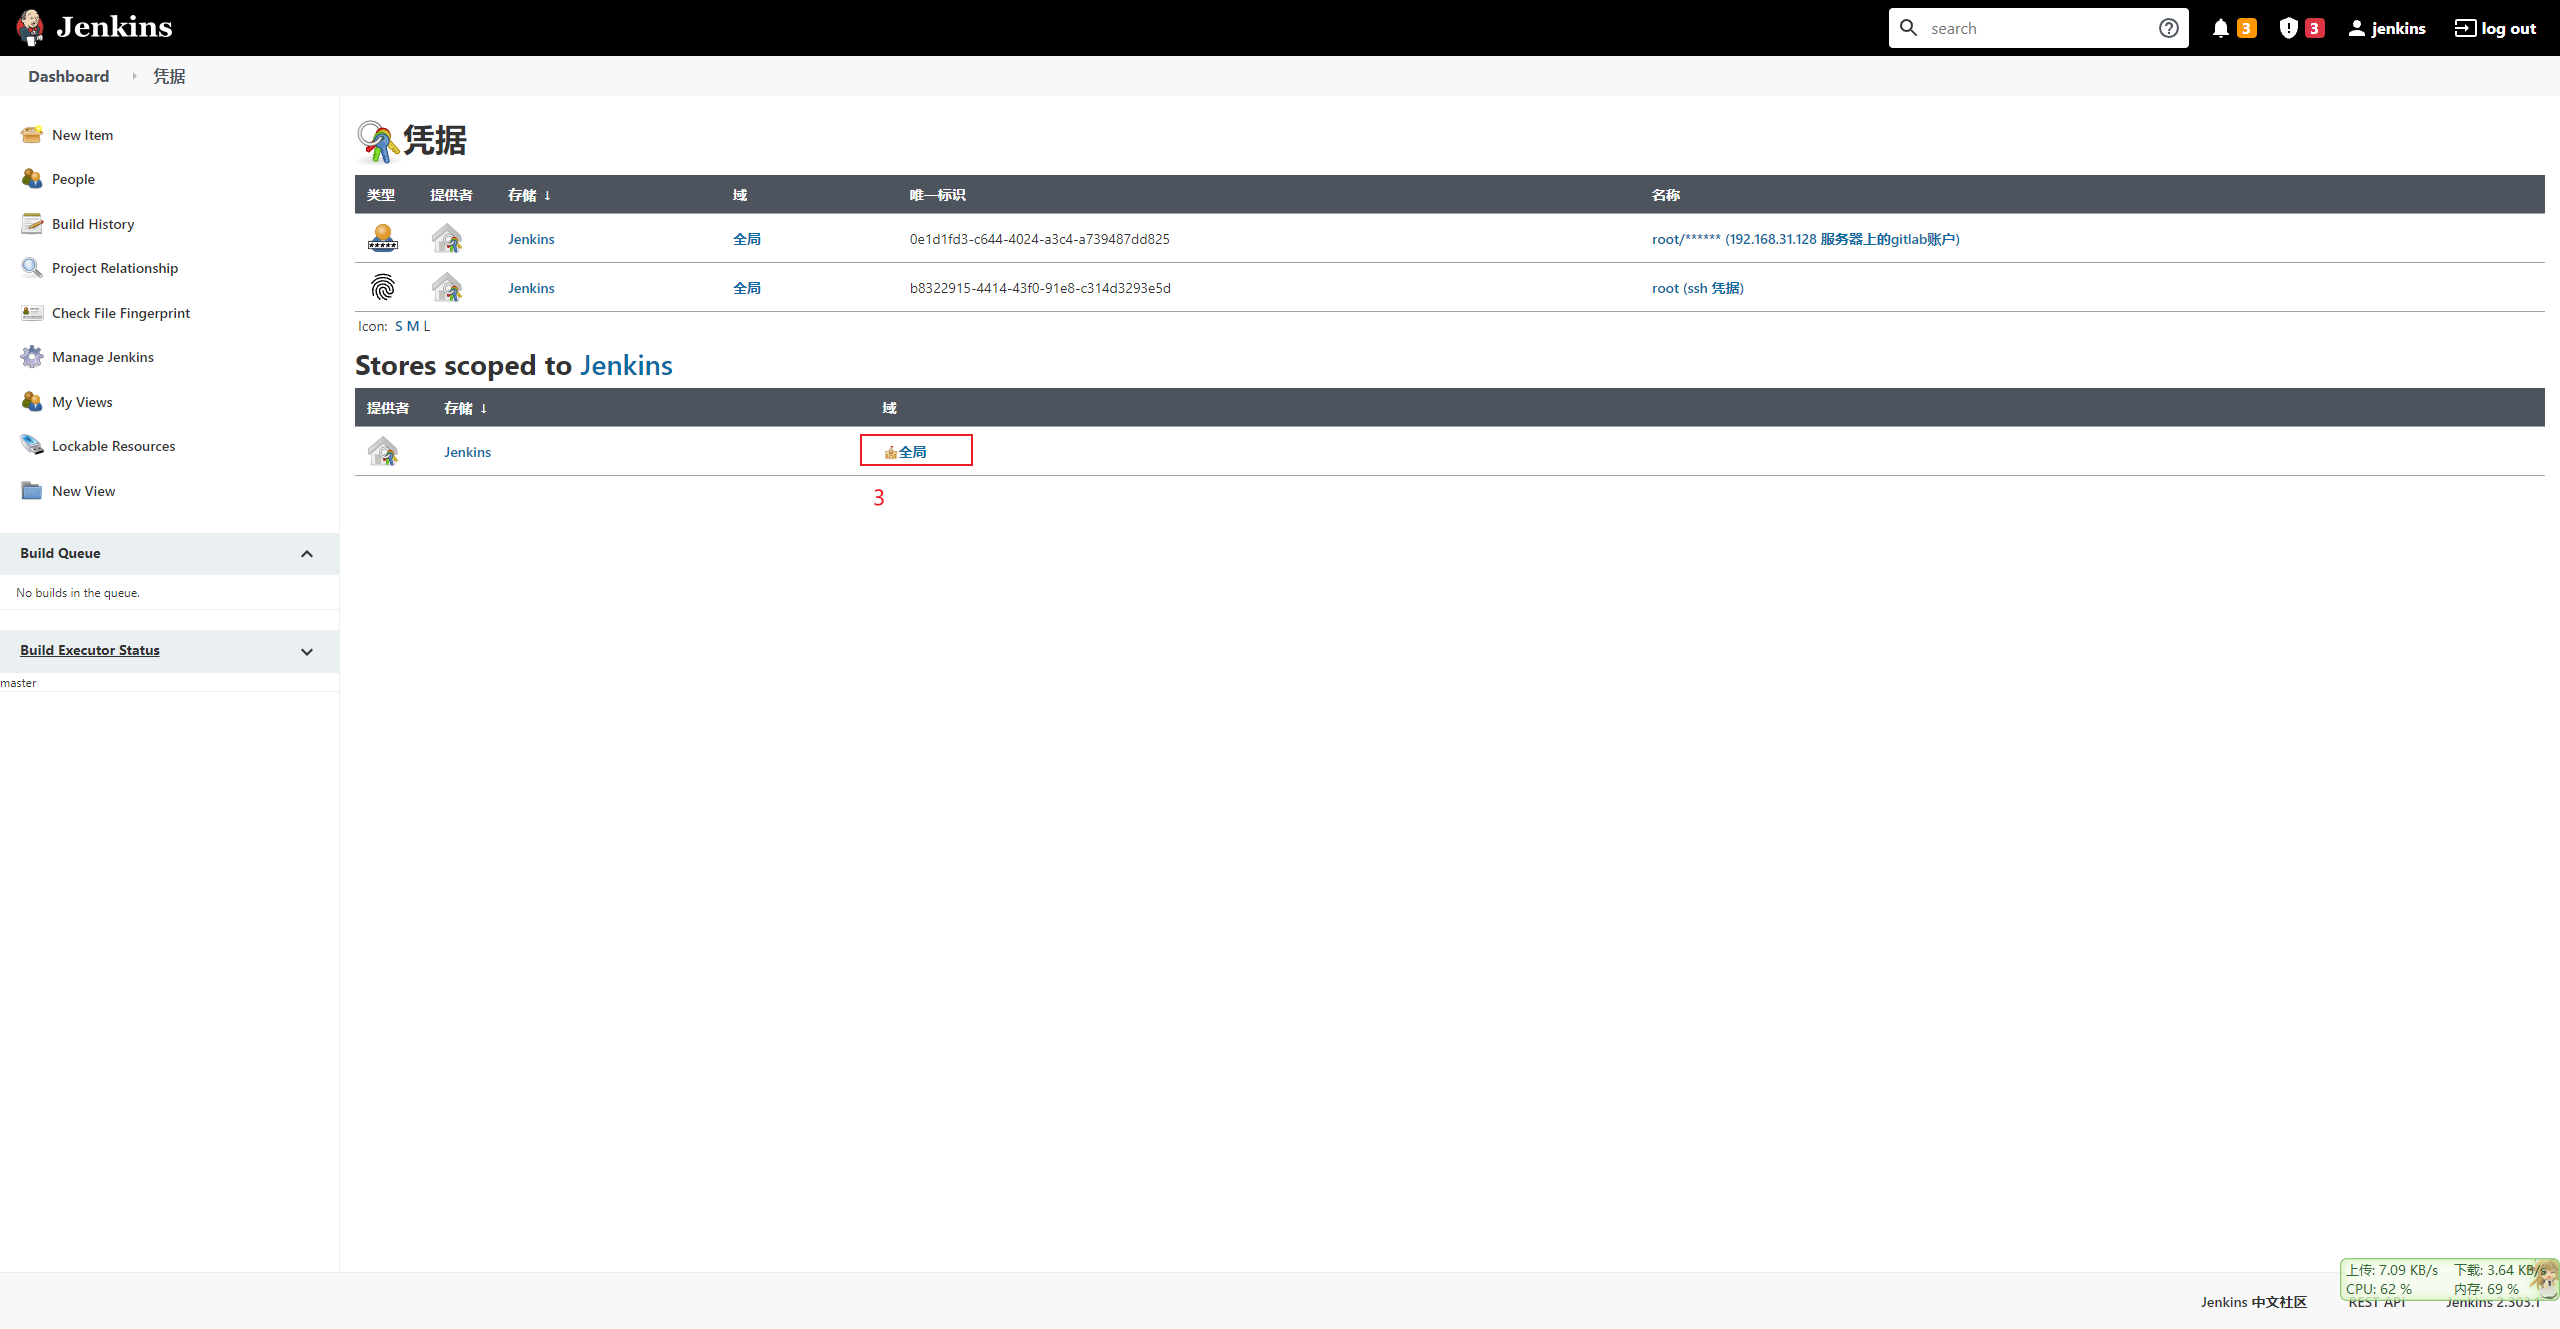 Jenkins
search
3
3
jenkins
log out
Dashboard
凭据
New Item
People
Build History
Project Relationship
Check File Fingerprint
Manage Jenkins
My Views
Lockable Resources
New View
Build Queue
No builds in the queue.
Build Executor Status
master
凭据
类型 提供者 存储 ↓ 域 唯一标识 名称
Jenkins 全局 0e1d1fd3-c644-4024-a3c4-a739487dd825 root/****** (192.168.31.128 服务器上的gitlab账户)
Jenkins 全局 b8322915-4414-43f0-91e8-c314d3293e5d root (ssh 凭据)
Icon: S M L
Stores scoped to Jenkins
提供者 存储 ↓ 域
Jenkins 全局
3
上传: 7.09 KB/s 下载: 3.64 KB/s
CPU: 62 % 内存: 69 %
Jenkins 中文社区 REST API Jenkins 2.303.1